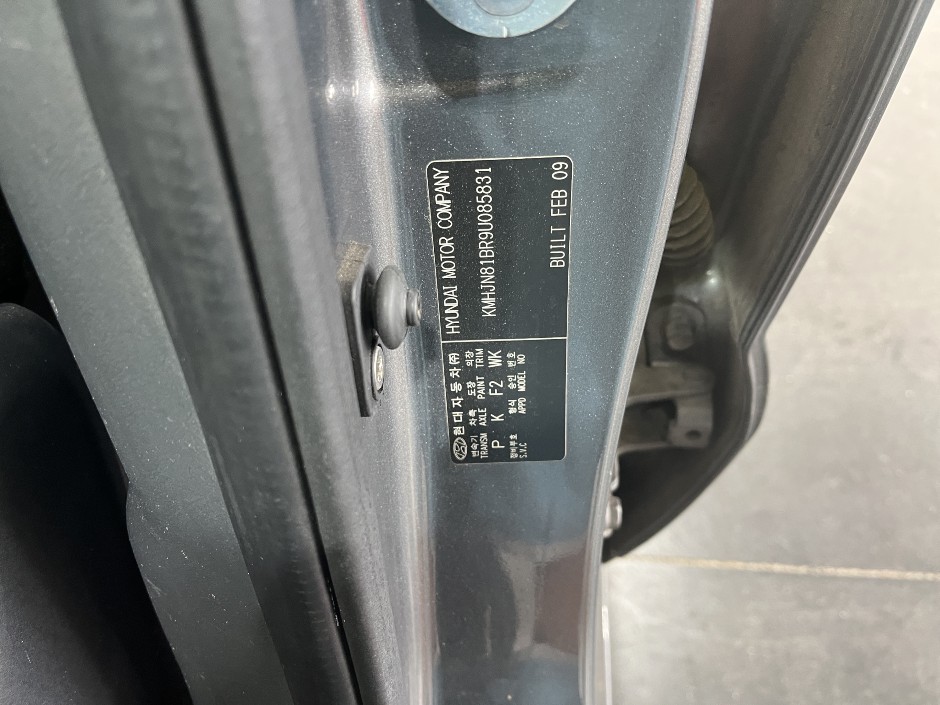 현대자동차(주) HYUNDAI MOTOR COMPANY
변속기 차축 도장 외장
TRANSM AXLE PAINT TRIM
P K F2 WK
KMHJN81BR9U085831
정비부호 형식 승인 번호
S.V.C APPD MODEL NO
BUILT FEB 09